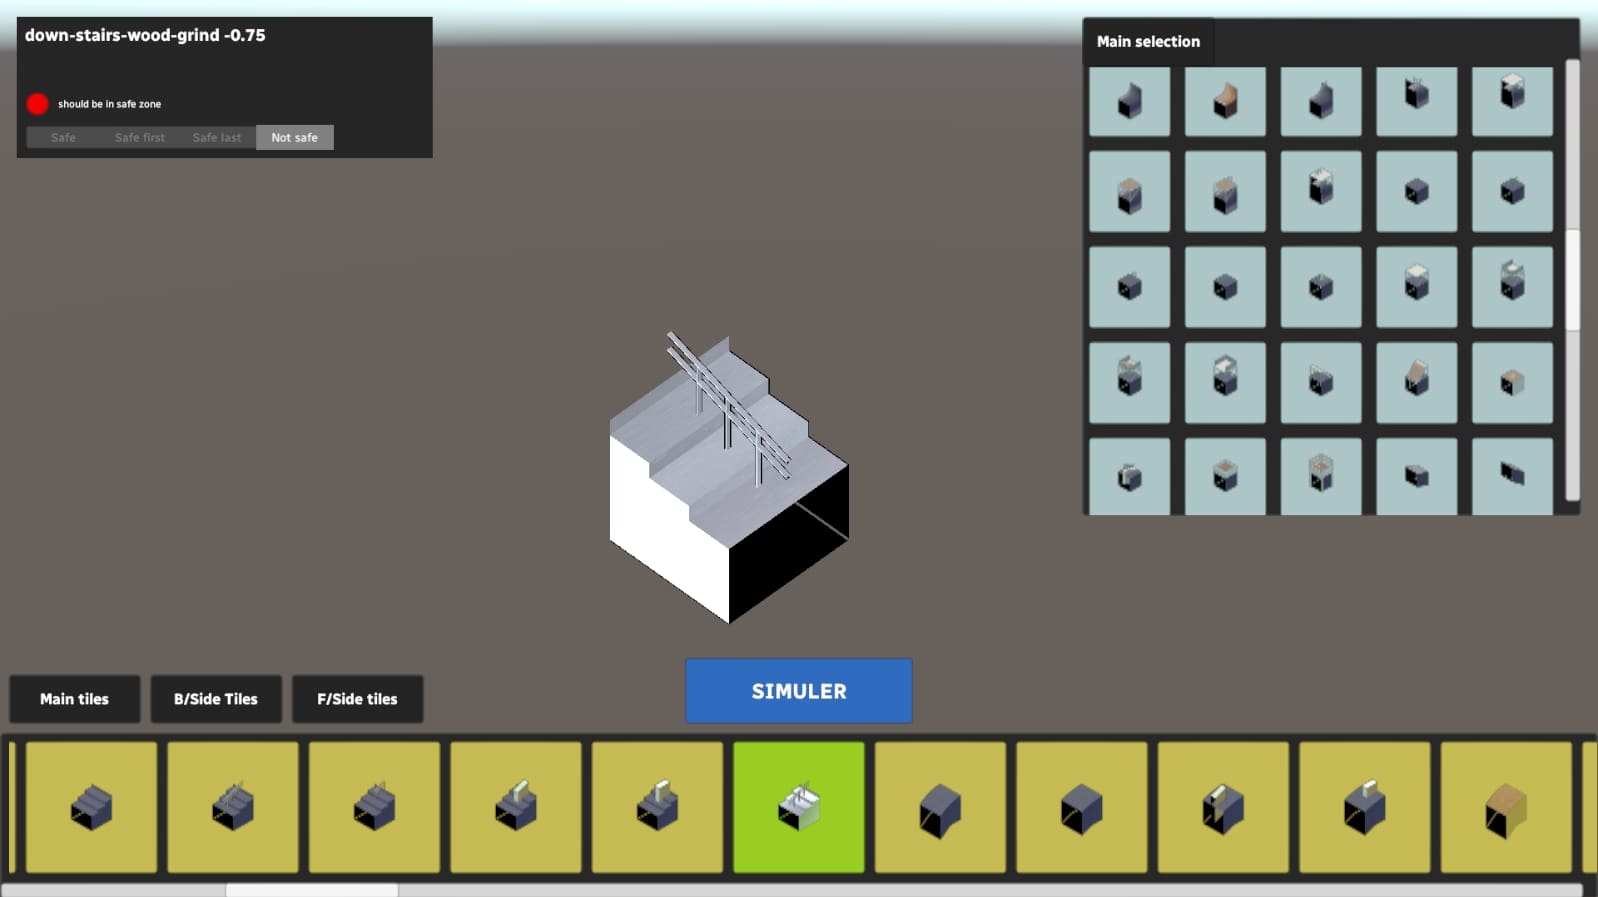 down-stairs-wood-grind -0.75
should be in safe zone
Safe
Safe first
Safe last
Not safe
Main selection
Main tiles
B/Side Tiles
F/Side tiles
SIMULER